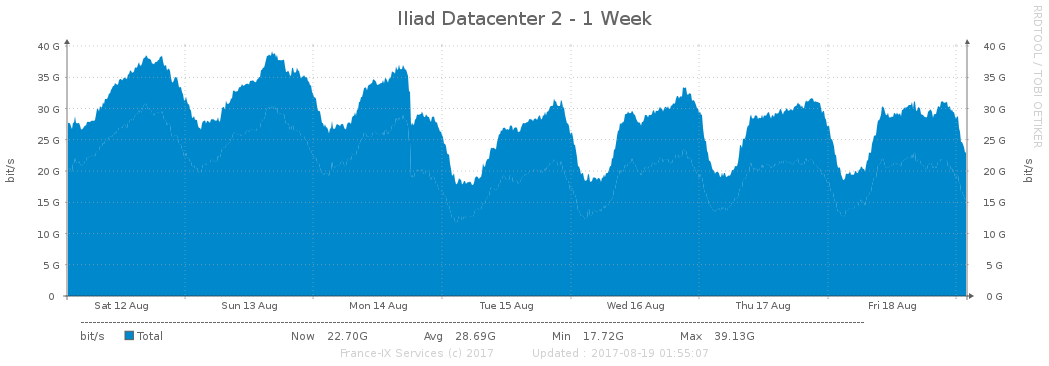 Iliad Datacenter 2 - 1 Week
RRDTOOL / TOBI OETIKER
bit/s
40 G 40 G
35 G 35 G
30 G 30 G
25 G 25 G
20 G 20 G
15 G 15 G
10 G 10 G
5 G 5 G
0 0 G
bit/s
Sat 12 Aug Sun 13 Aug Mon 14 Aug Tue 15 Aug Wed 16 Aug Thu 17 Aug Fri 18 Aug
bit/s Total Now 22.70G Avg 28.69G Min 17.72G Max 39.13G
France-IX Services (c) 2017 Updated : 2017-08-19 01:55:07